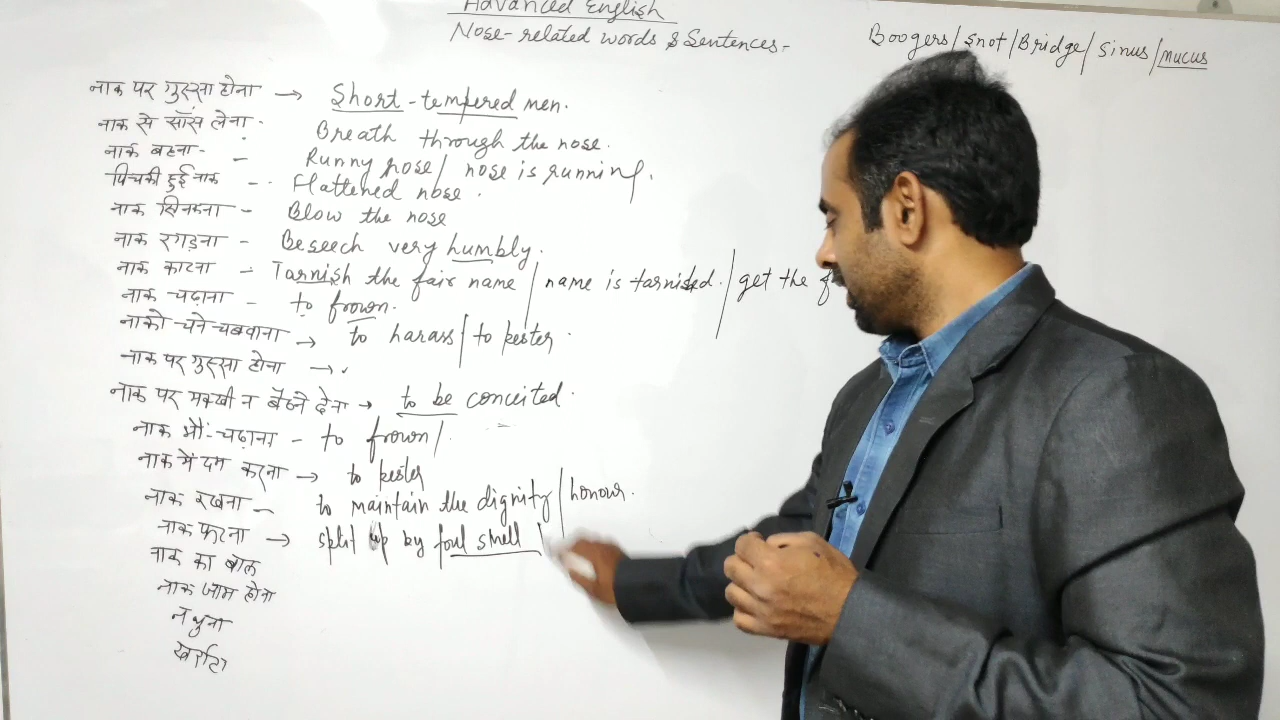 Advanced English
Nose-related words & Sentences-
Boogers/Snot/Bridge/Sinus/mucus
नाक पर गुस्सा होना → Short-tempered men.
नाक से साँस लेना - Breath through the nose.
नाक बहना - Runny nose/ nose is running.
पिचकी हुई नाक - Flattened nose.
नाक सिनकना - Blow the nose
नाक रगड़ना - Beseech very humbly.
नाक काटना - Tarnish the fair name/name is tarnished./get the
नाक चढ़ाना - to frown.
नाको चने चबवाना → to harass/to pester.
नाक पर गुस्सा होना →
नाक पर मक्खी न बैठने देना → to be conceited.
नाक भौं-चढ़ाना - to frown/.
नाक में दम करना → to pester
नाक रखना - to maintain the dignity/honour.
नाक फटना → split up by foul smell/
नाक का बाल
नाक जाम होना
नथुना
खर्राटा